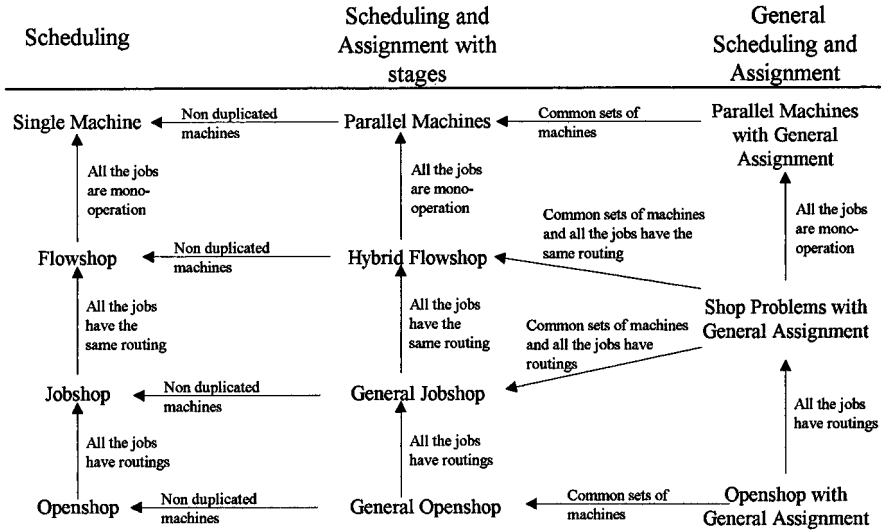 Scheduling
Scheduling and
Assignment with
stages
General
Scheduling and
Assignment
Single Machine
Non duplicated
machines
Parallel Machines
Common sets of
machines
Parallel Machines
with General
Assignment
All the jobs
are mono-
operation
All the jobs
are mono-
operation
All the jobs
are mono-
operation
Common sets of machines
and all the jobs have the
same routing
Flowshop
Non duplicated
machines
Hybrid Flowshop
Shop Problems with
General Assignment
All the jobs
have the
same routing
All the jobs
have the
same routing
Common sets of machines
and all the jobs have
routings
Jobshop
Non duplicated
machines
General Jobshop
All the jobs
have routings
All the jobs
have routings
All the jobs
have routings
Openshop
Non duplicated
machines
General Openshop
Common sets of
machines
Openshop with
General Assignment